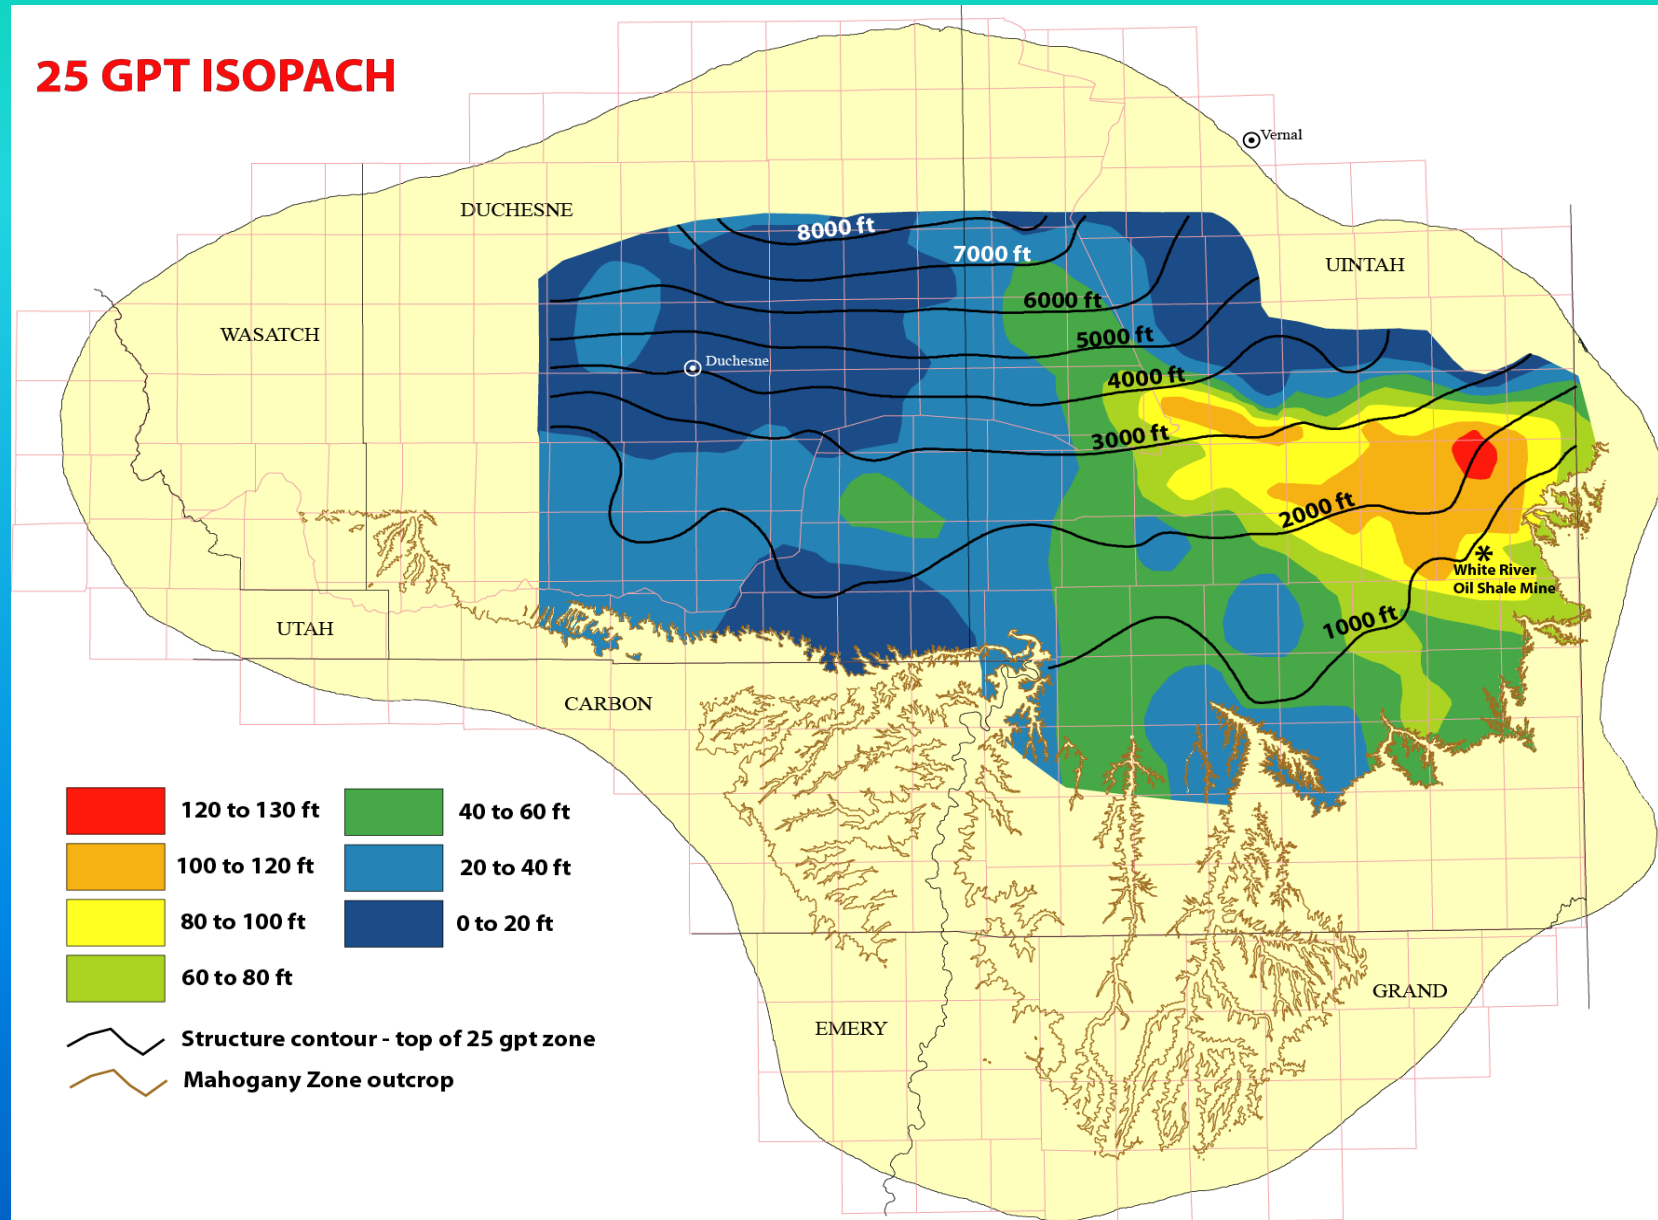 25 GPT ISOPACH
Vernal
DUCHESNE
8000 ft
7000 ft
UINTAH
6000 ft
WASATCH
5000 ft
Duchesne
4000 ft
3000 ft
2000 ft
White River
Oil Shale Mine
1000 ft
UTAH
CARBON
120 to 130 ft
40 to 60 ft
100 to 120 ft
20 to 40 ft
80 to 100 ft
0 to 20 ft
60 to 80 ft
GRAND
EMERY
Structure contour - top of 25 gpt zone
Mahogany Zone outcrop